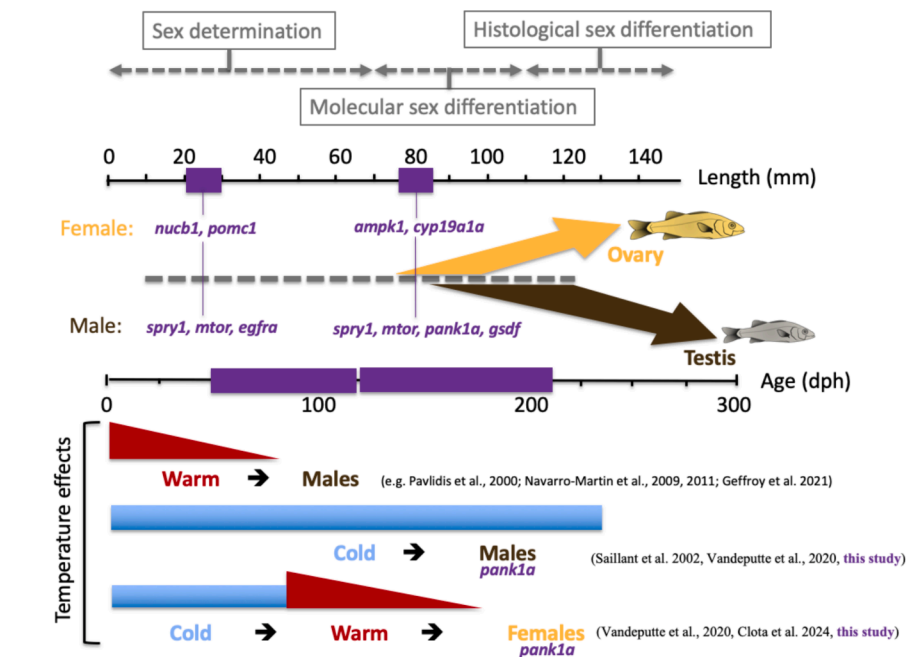 Sex determination
Histological sex differentiation
Molecular sex differentiation
0 20 40 60 80 100 120 140
Length (mm)
Female: nucb1, pomc1 ampk1, cyp19a1a
Ovary
Male: spry1, mtor, egfra spry1, mtor, pank1a, gsdf
Testis
Age (dph)
0 100 200 300
Temperature effects
Warm ➔ Males (e.g. Pavlidis et al., 2000; Navarro-Martin et al., 2009, 2011; Geffroy et al. 2021)
Cold ➔ Males (Saillant et al. 2002, Vandeputte et al., 2020, this study)
pank1a
Cold ➔ Warm ➔ Females (Vandeputte et al., 2020, Clota et al. 2024, this study)
pank1a